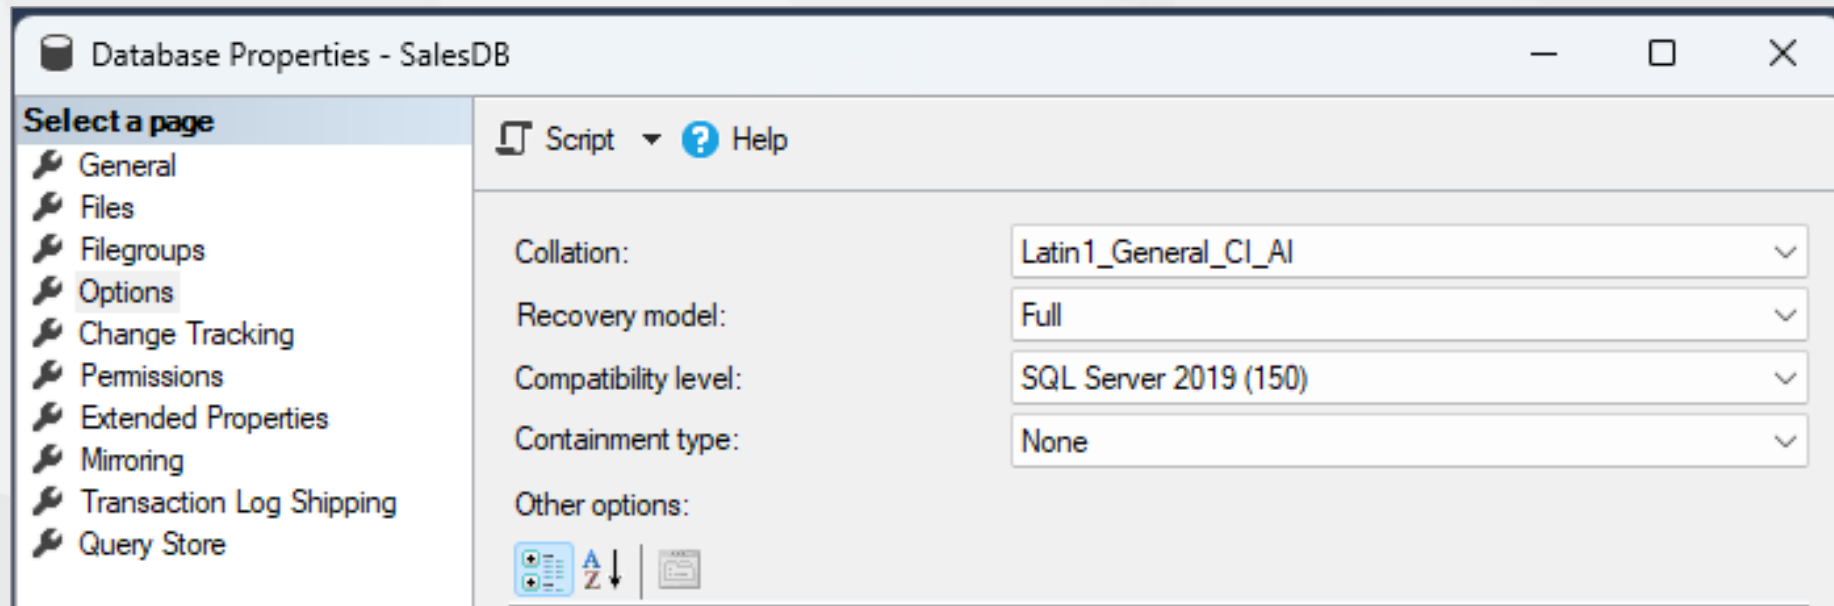 Database Properties - SalesDB
Select a page
General
Files
Filegroups
Options
Change Tracking
Permissions
Extended Properties
Mirroring
Transaction Log Shipping
Query Store
Script
Help
Collation: Latin1_General_CI_AI
Recovery model: Full
Compatibility level: SQL Server 2019 (150)
Containment type: None
Other options: